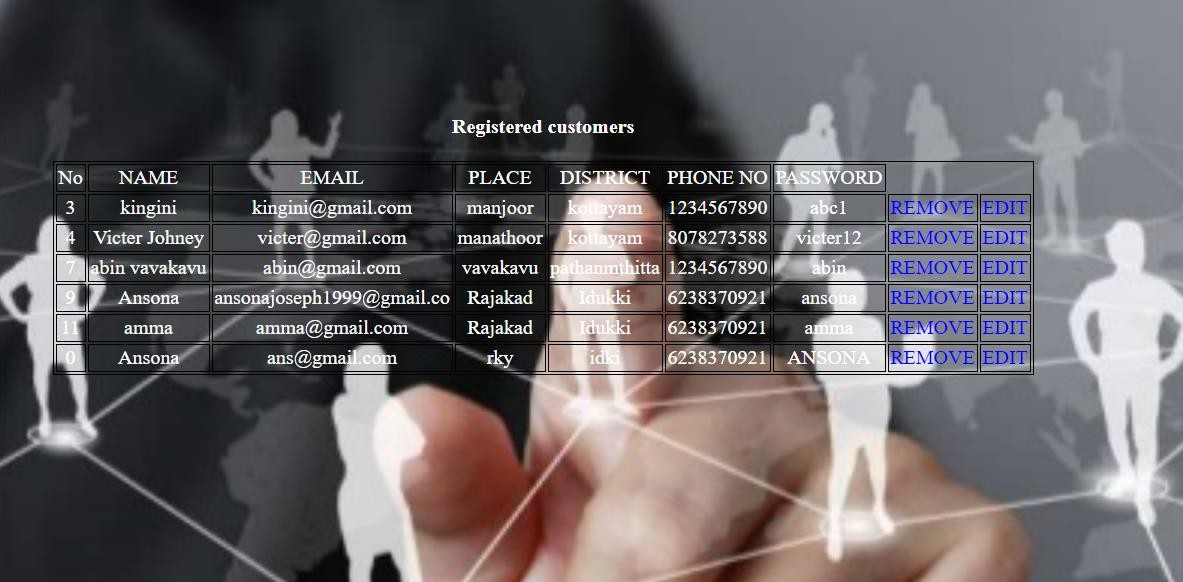 Registered customers
No NAME EMAIL PLACE DISTRICT PHONE NO PASSWORD
3 kingini kingini@gmail.com manjoor kottayam 1234567890 abc1 REMOVE EDIT
4 Victer Johney victer@gmail.com manathoor kottayam 8078273588 victer12 REMOVE EDIT
7 abin vavakavu abin@gmail.com vavakavu pathanmthitta 1234567890 abin REMOVE EDIT
9 Ansona ansonajoseph1999@gmail.co Rajakad Idukki 6238370921 ansona REMOVE EDIT
11 amma amma@gmail.com Rajakad Idukki 6238370921 amma REMOVE EDIT
0 Ansona ans@gmail.com rky idki 6238370921 ANSONA REMOVE EDIT